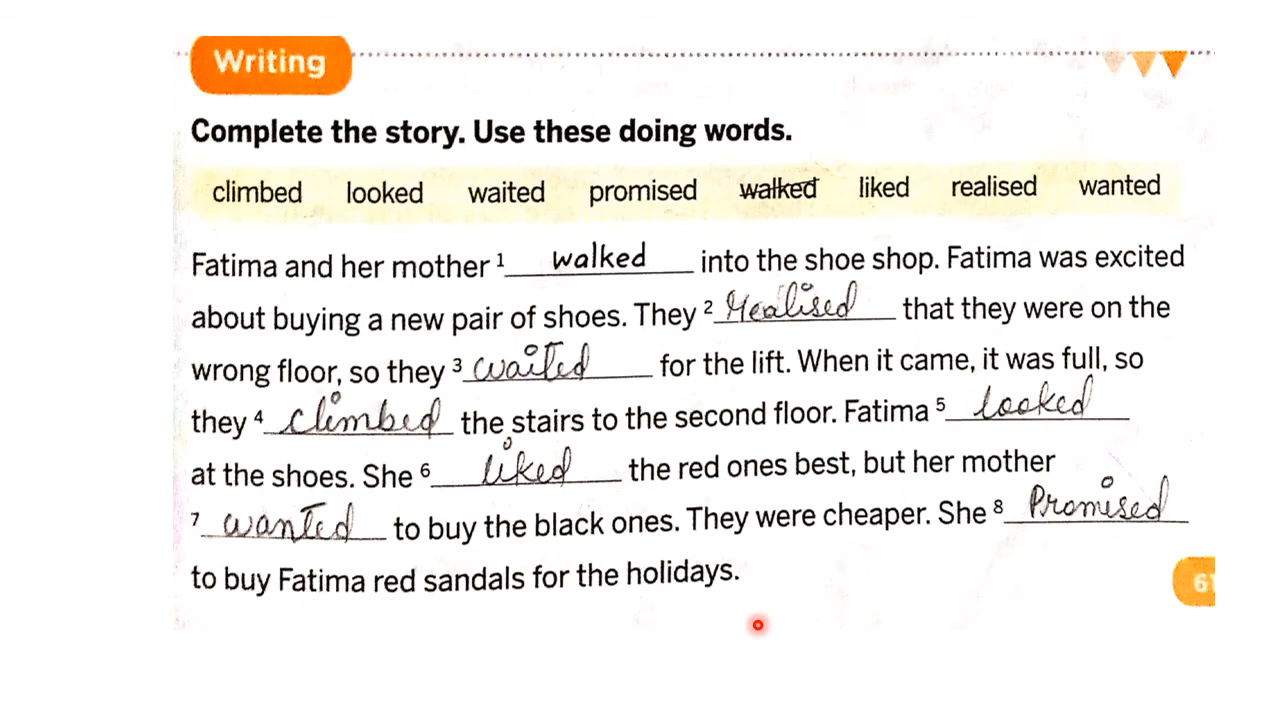 Writing
Complete the story. Use these doing words.
climbed looked waited promised walked liked realised wanted
Fatima and her mother 1 walked into the shoe shop. Fatima was excited
about buying a new pair of shoes. They 2 realised that they were on the
wrong floor, so they 3 waited for the lift. When it came, it was full, so
they 4 climbed the stairs to the second floor. Fatima 5 looked
at the shoes. She 6 liked the red ones best, but her mother
7 wanted to buy the black ones. They were cheaper. She 8 Promised
to buy Fatima red sandals for the holidays.